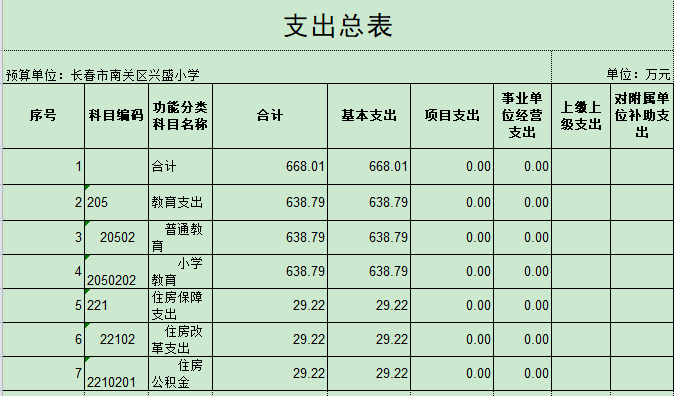 支出总表
预算单位：长春市南关区兴盛小学 单位：万元
序号 科目编码 功能分类科目名称 合计 基本支出 项目支出 事业单位经营支出 上缴上级支出 对附属单位补助支出
1 合计 668.01 668.01 0.00 0.00
2 205 教育支出 638.79 638.79 0.00 0.00
3 20502 普通教育 638.79 638.79 0.00 0.00
4 2050202 小学教育 638.79 638.79 0.00 0.00
5 221 住房保障支出 29.22 29.22 0.00 0.00
6 22102 住房改革支出 29.22 29.22 0.00 0.00
7 2210201 住房公积金 29.22 29.22 0.00 0.00